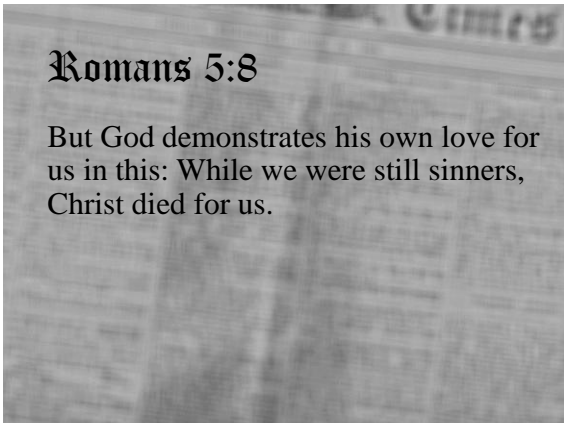 Times
Romans 5:8
But God demonstrates his own love for
us in this: While we were still sinners,
Christ died for us.